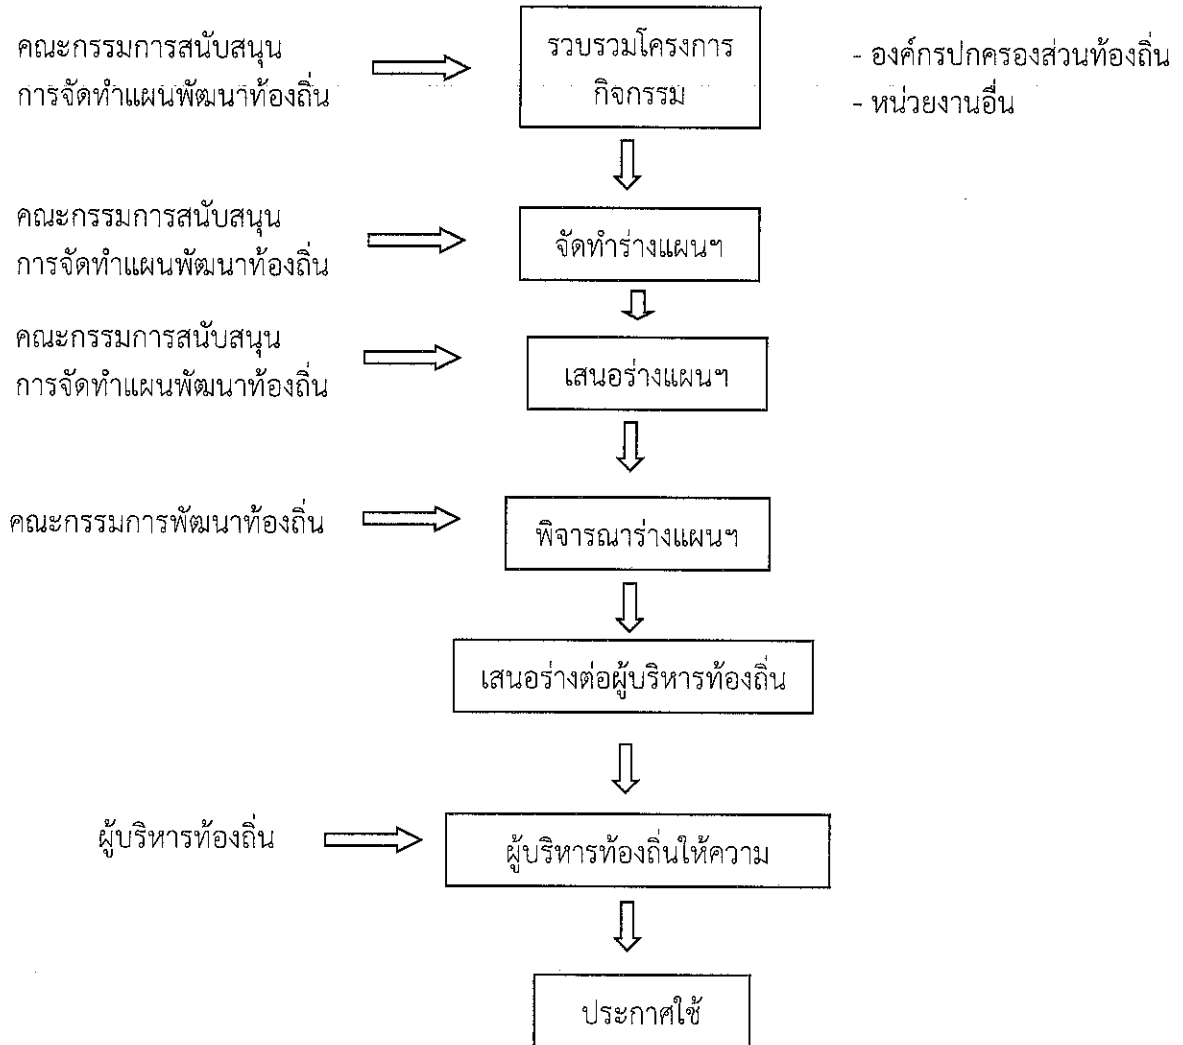 คณะกรรมการสนับสนุน
การจัดทำแผนพัฒนาท้องถิ่น
รวบรวมโครงการ
กิจกรรม
- องค์กรปกครองส่วนท้องถิ่น
- หน่วยงานอื่น
คณะกรรมการสนับสนุน
การจัดทำแผนพัฒนาท้องถิ่น
จัดทำร่างแผนฯ
คณะกรรมการสนับสนุน
การจัดทำแผนพัฒนาท้องถิ่น
เสนอร่างแผนฯ
คณะกรรมการพัฒนาท้องถิ่น
พิจารณาร่างแผนฯ
เสนอร่างต่อผู้บริหารท้องถิ่น
ผู้บริหารท้องถิ่น
ผู้บริหารท้องถิ่นให้ความ
ประกาศใช้